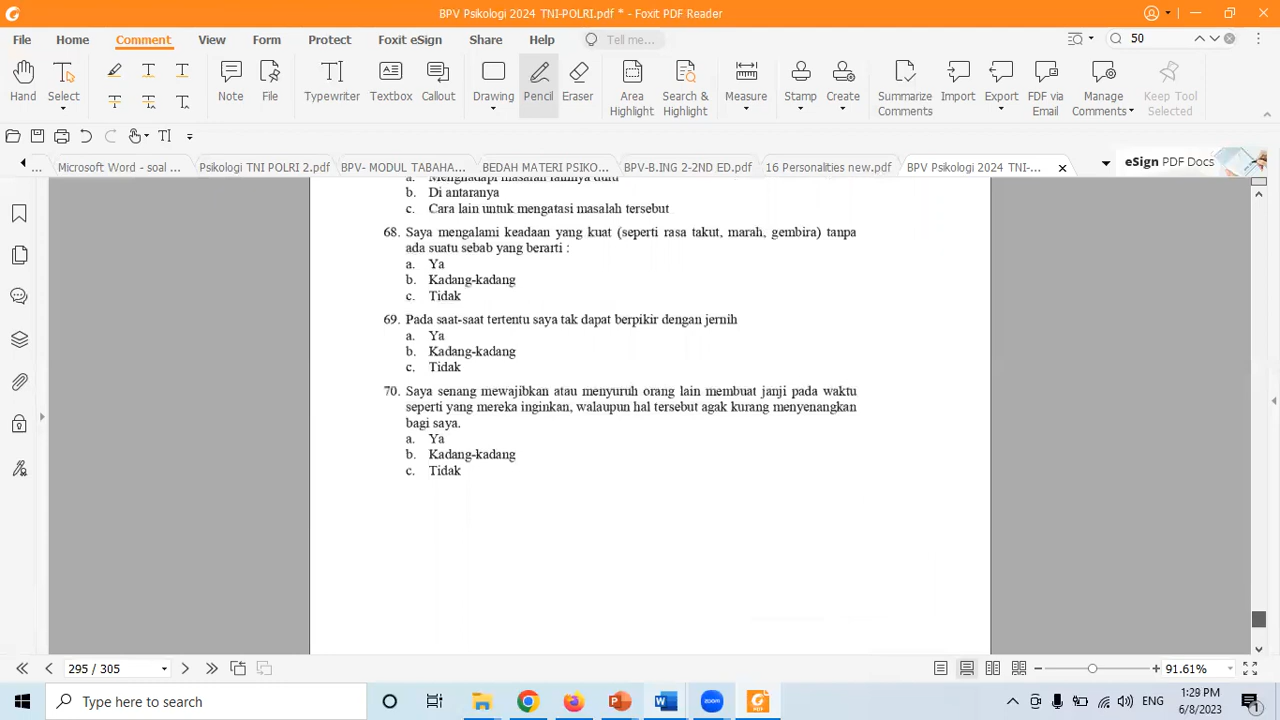 BPV Psikologi 2024 TNI-POLRI.pdf * - Foxit PDF Reader
File Home Comment View Form Protect Foxit eSign Share Help Tell me... 50
Hand Select Note File Typewriter Textbox Callout Drawing Pencil Eraser Area Highlight Search & Highlight Measure Stamp Create Summarize Comments Import Export FDF via Email Manage Comments Keep Tool Selected
... Microsoft Word - soal ... Psikologi TNI POLRI 2.pdf BPV- MODUL TABAHA... BEDAH MATERI PSIKO... BPV-B.ING 2-2ND ED.pdf 16 Personalities new.pdf BPV Psikologi 2024 TNI-... eSign PDF Docs
a. Menghadapi masalah lainnya dulu
b. Di antaranya
c. Cara lain untuk mengatasi masalah tersebut
68. Saya mengalami keadaan yang kuat (seperti rasa takut, marah, gembira) tanpa
ada suatu sebab yang berarti :
a. Ya
b. Kadang-kadang
c. Tidak
69. Pada saat-saat tertentu saya tak dapat berpikir dengan jernih
a. Ya
b. Kadang-kadang
c. Tidak
70. Saya senang mewajibkan atau menyuruh orang lain membuat janji pada waktu
seperti yang mereka inginkan, walaupun hal tersebut agak kurang menyenangkan
bagi saya.
a. Ya
b. Kadang-kadang
c. Tidak
295 / 305 91.61%
Type here to search zoom ENG 1:29 PM
6/8/2023